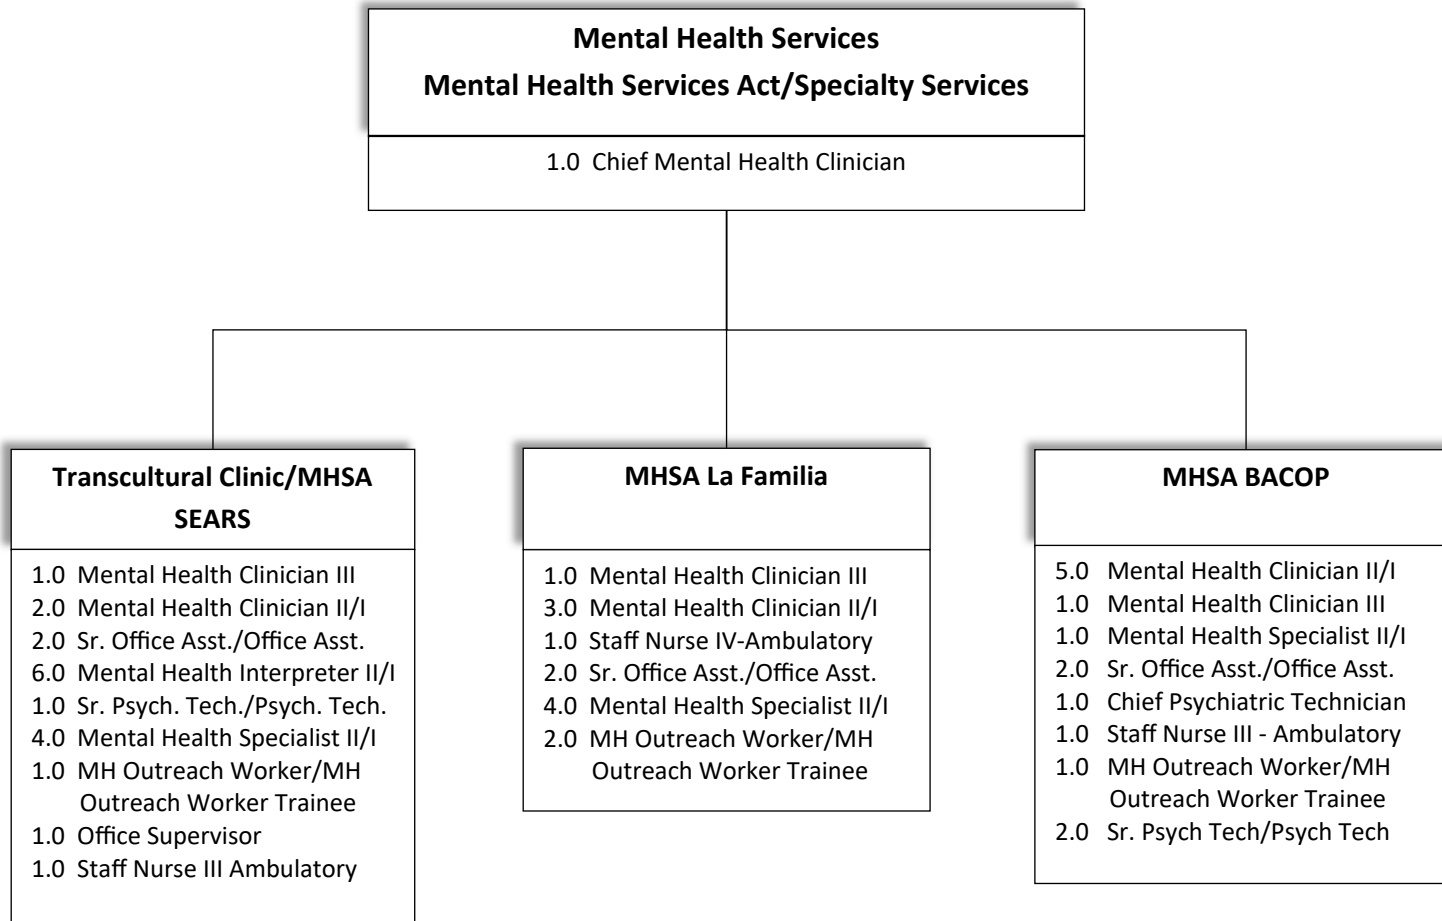 Mental Health Services
Mental Health Services Act/Specialty Services
1.0 Chief Mental Health Clinician
Transcultural Clinic/MHSA
SEARS
1.0 Mental Health Clinician III
2.0 Mental Health Clinician II/I
2.0 Sr. Office Asst./Office Asst.
6.0 Mental Health Interpreter II/I
1.0 Sr. Psych. Tech./Psych. Tech.
4.0 Mental Health Specialist II/I
1.0 MH Outreach Worker/MH
Outreach Worker Trainee
1.0 Office Supervisor
1.0 Staff Nurse III Ambulatory
MHSA La Familia
1.0 Mental Health Clinician III
3.0 Mental Health Clinician II/I
1.0 Staff Nurse IV-Ambulatory
2.0 Sr. Office Asst./Office Asst.
4.0 Mental Health Specialist II/I
2.0 MH Outreach Worker/MH
Outreach Worker Trainee
MHSA BACOP
5.0 Mental Health Clinician II/I
1.0 Mental Health Clinician III
1.0 Mental Health Specialist II/I
2.0 Sr. Office Asst./Office Asst.
1.0 Chief Psychiatric Technician
1.0 Staff Nurse III - Ambulatory
1.0 MH Outreach Worker/MH
Outreach Worker Trainee
2.0 Sr. Psych Tech/Psych Tech